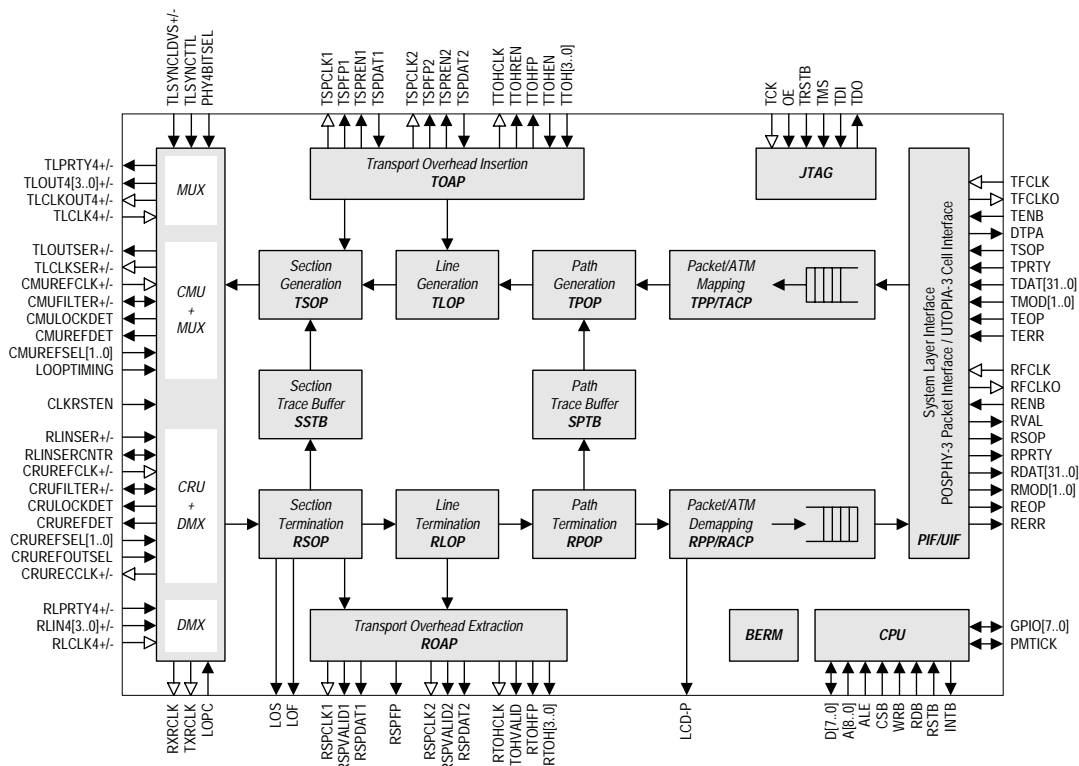 TLSYNCLDVS+/-
TLSYNCTTL
PHY4BITSEL
TSPCLK1
TSPFP1
TSPREN1
TSPDAT1
TSPCLK2
TSPFP2
TSPREN2
TSPDAT2
TTOHCLK
TTOHREN
TTOHFP
TTOHEN
TTOH[3..0]
TCK
OE
TRSTB
TMS
TDI
TDO
TLPRTY4+/-
TLOUT4[3..0]+/-
TLCLKOUT4+/-
TLCLK4+/-
TLOUTSER+/-
TLCLKSER+/-
CMUREFCLK+/-
CMUFILTER+/-
CMULOCKDET
CMUREFDET
CMUREFSEL[1..0]
LOOPTIMING
CLKRSTEN
RLINSER+/-
RLINSERCNTR
CRUREFCLK+/-
CRUFILTER+/-
CRULOCKDET
CRUREFDET
CRUREFSEL[1..0]
CRUREFOUTSEL
CRURECCLK+/-
RLPRTY4+/-
RLIN4[3..0]+/-
RLCLK4+/-
MUX
CMU
+
MUX
CRU
+
DMX
DMX
Transport Overhead Insertion
TOAP
JTAG
Section
Generation
TSOP
Line
Generation
TLOP
Path
Generation
TPOP
Packet/ATM
Mapping
TPP/TACP
Section
Trace Buffer
SSTB
Path
Trace Buffer
SPTB
Section
Termination
RSOP
Line
Termination
RLOP
Path
Termination
RPOP
Packet/ATM
Demapping
RPP/RACP
Transport Overhead Extraction
ROAP
BERM
CPU
System Layer Interface
POSPHY-3 Packet Interface / UTOPIA-3 Cell Interface
PIF/UIF
TFCLK
TFCLKO
TENB
DTPA
TSOP
TPRTY
TDAT[31..0]
TMOD[1..0]
TEOP
TERR
RFCLK
RFCLKO
RENB
RVAL
RSOP
RPRTY
RDAT[31..0]
RMOD[1..0]
REOP
RERR
GPIO[7..0]
PMTICK
RXRCLK
TXRCLK
LOPC
LOS
LOF
RSPCLK1
RSPVALID1
RSPDAT1
RSPFP
RSPCLK2
RSPVALID2
RSPDAT2
RTOHCLK
TOHVALID
RTOHFP
RTOH[3..0]
LCD-P
D[7..0]
A[8..0]
ALE
CSB
WRB
RDB
RSTB
INTB